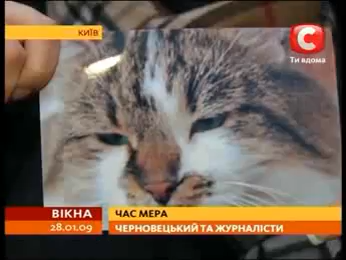 КИЇВ
Ти вдома
ВІКНА
ЧАС МЕРА
28.01.09
ЧЕРНОВЕЦЬКИЙ ТА ЖУРНАЛІСТИ